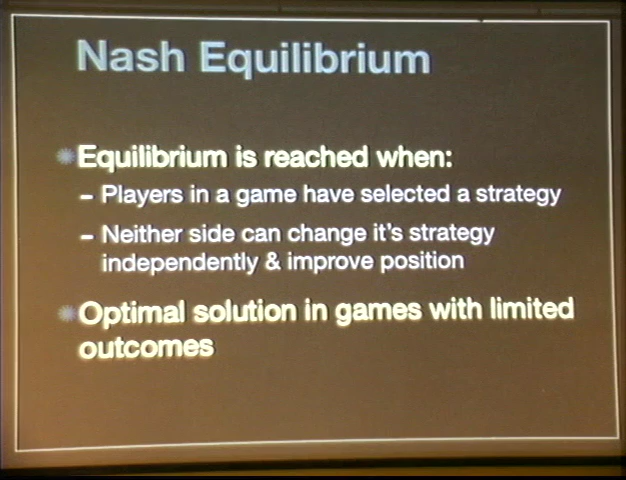 Nash Equilibrium
Equilibrium is reached when:
– Players in a game have selected a strategy
– Neither side can change it's strategy
independently & improve position
Optimal solution in games with limited
outcomes